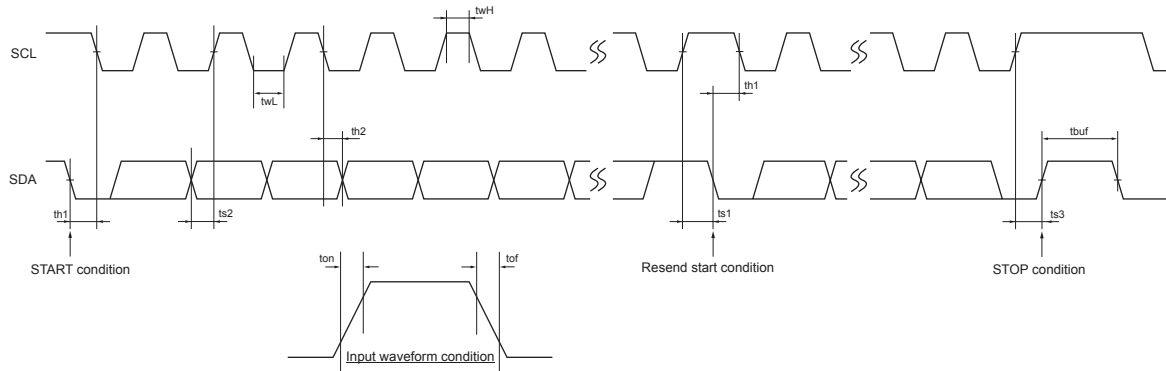 twH
SCL
twL
th1
th2
tbuf
SDA
th1
ts2
ts1
ts3
START condition
Resend start condition
STOP condition
ton
tof
Input waveform condition